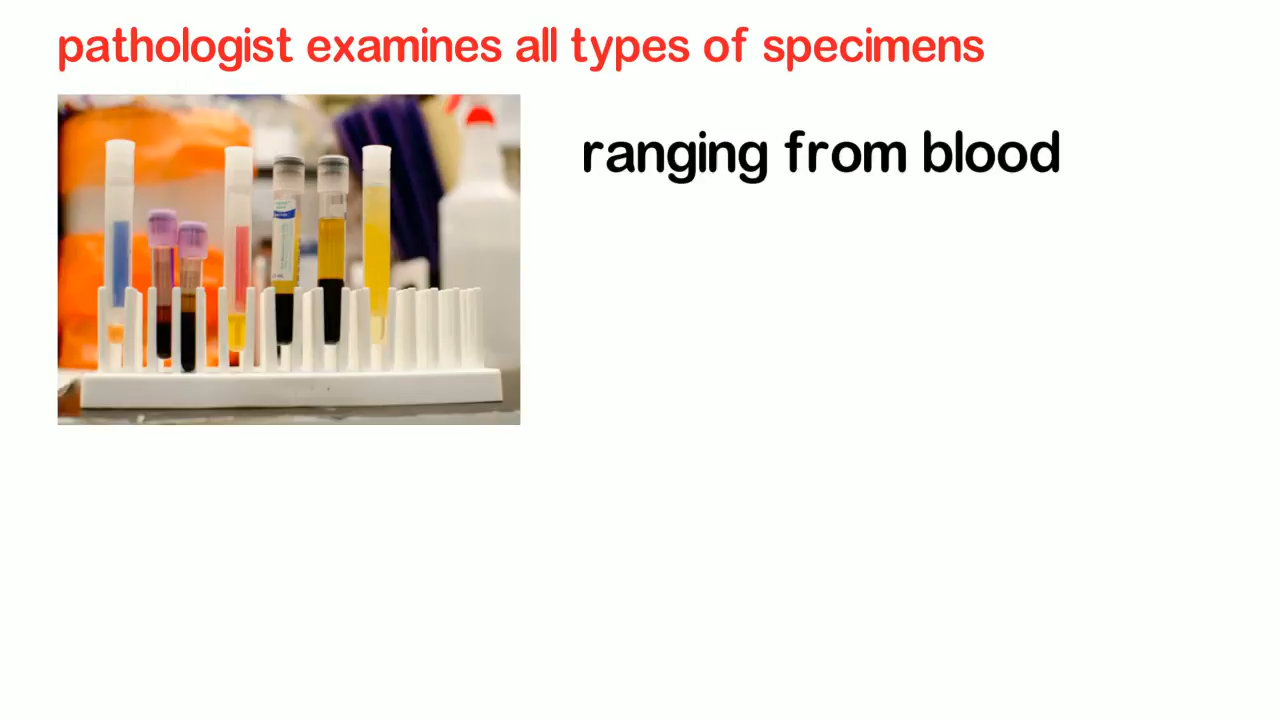 pathologist examines all types of specimens
ranging from blood